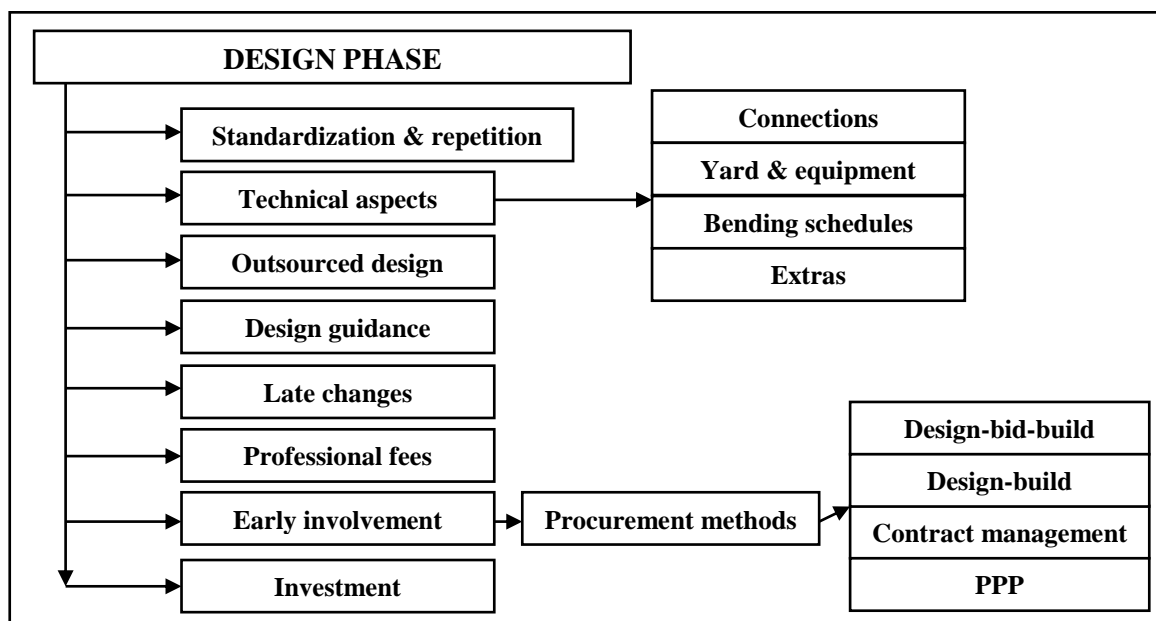 DESIGN PHASE
Standardization & repetition
Technical aspects
Outsourced design
Design guidance
Late changes
Professional fees
Early involvement
Investment
Connections
Yard & equipment
Bending schedules
Extras
Procurement methods
Design-bid-build
Design-build
Contract management
PPP